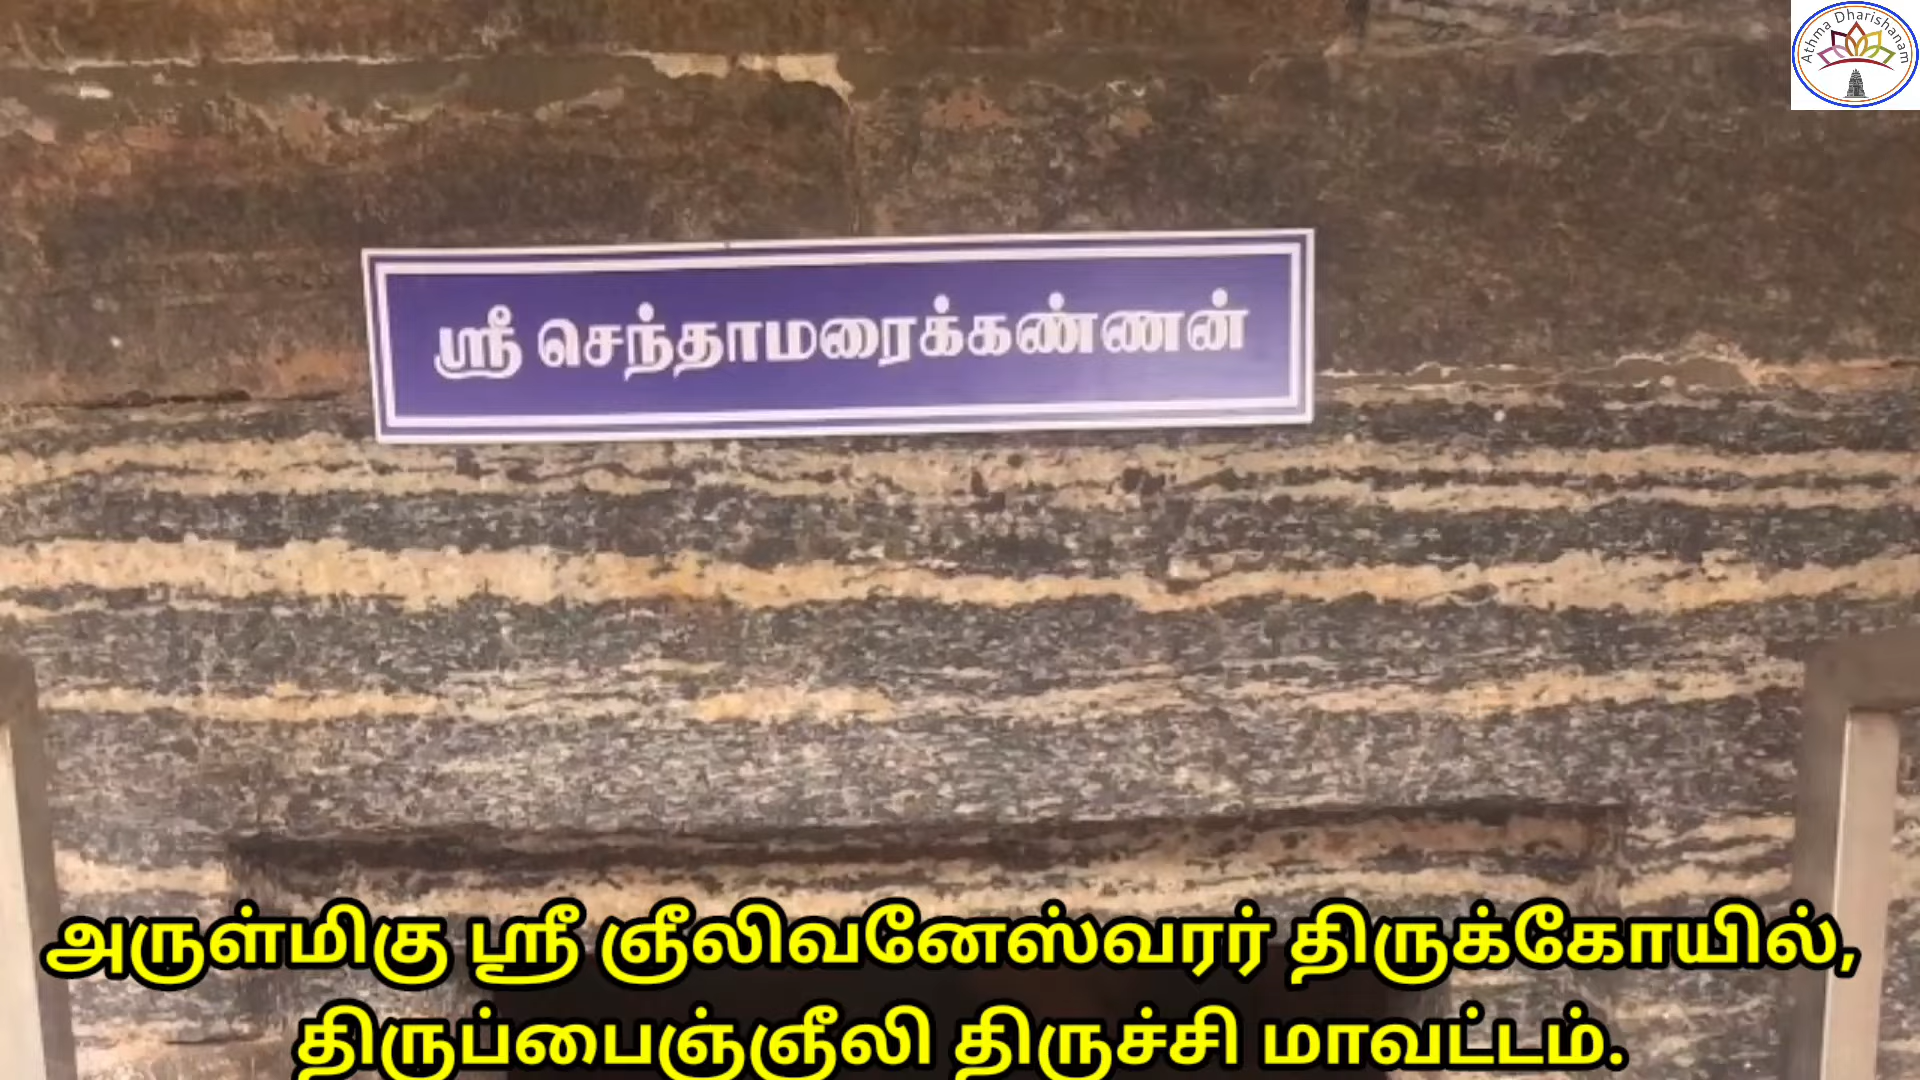 Athma Dharishanam
ஸ்ரீ செந்தாமரைக்கண்ணன்
அருள்மிகு ஸ்ரீ ஞீலிவனேஸ்வரர் திருக்கோயில்,
திருப்பைஞ்ஞீலி திருச்சி மாவட்டம்.